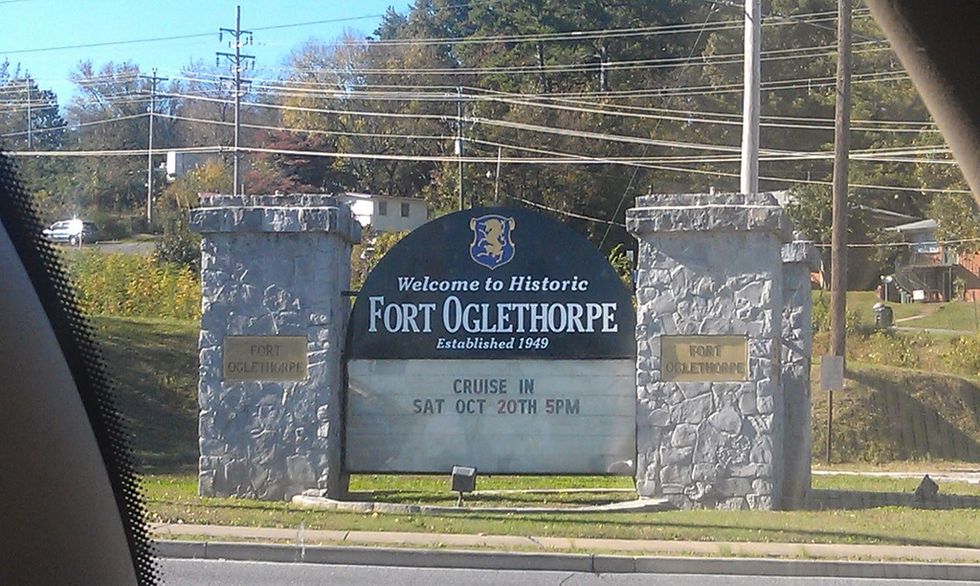 Welcome to Historic
FORT OGLETHORPE
Established 1949
CRUISE IN
SAT OCT 20TH 5PM
FORT
OGLETHORPE
FORT
OGLETHORPE